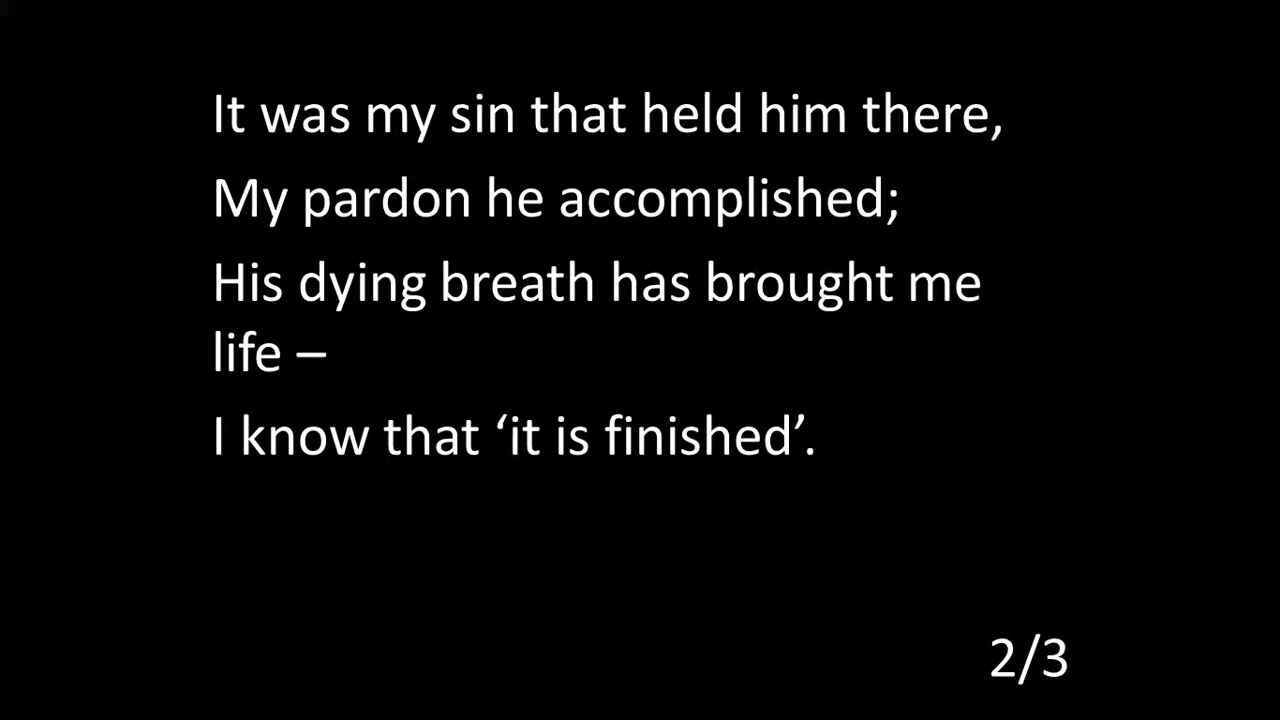 It was my sin that held him there,
My pardon he accomplished;
His dying breath has brought me
life –
I know that ‘it is finished’.
2/3